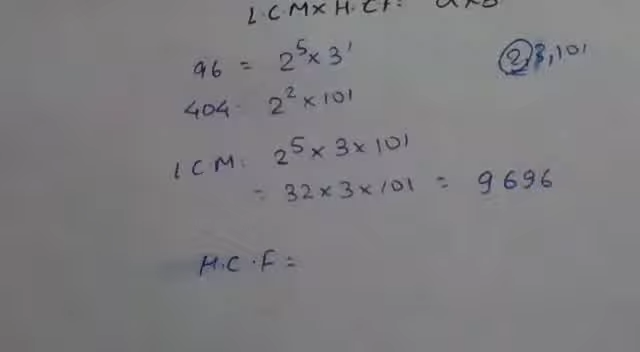 L.C.M × H.C.F = a×b
96 = 2⁵ × 3¹
2, 3, 101
404 = 2² × 101
LCM: 2⁵ × 3 × 101
= 32 × 3 × 101 = 9696
H.C.F =